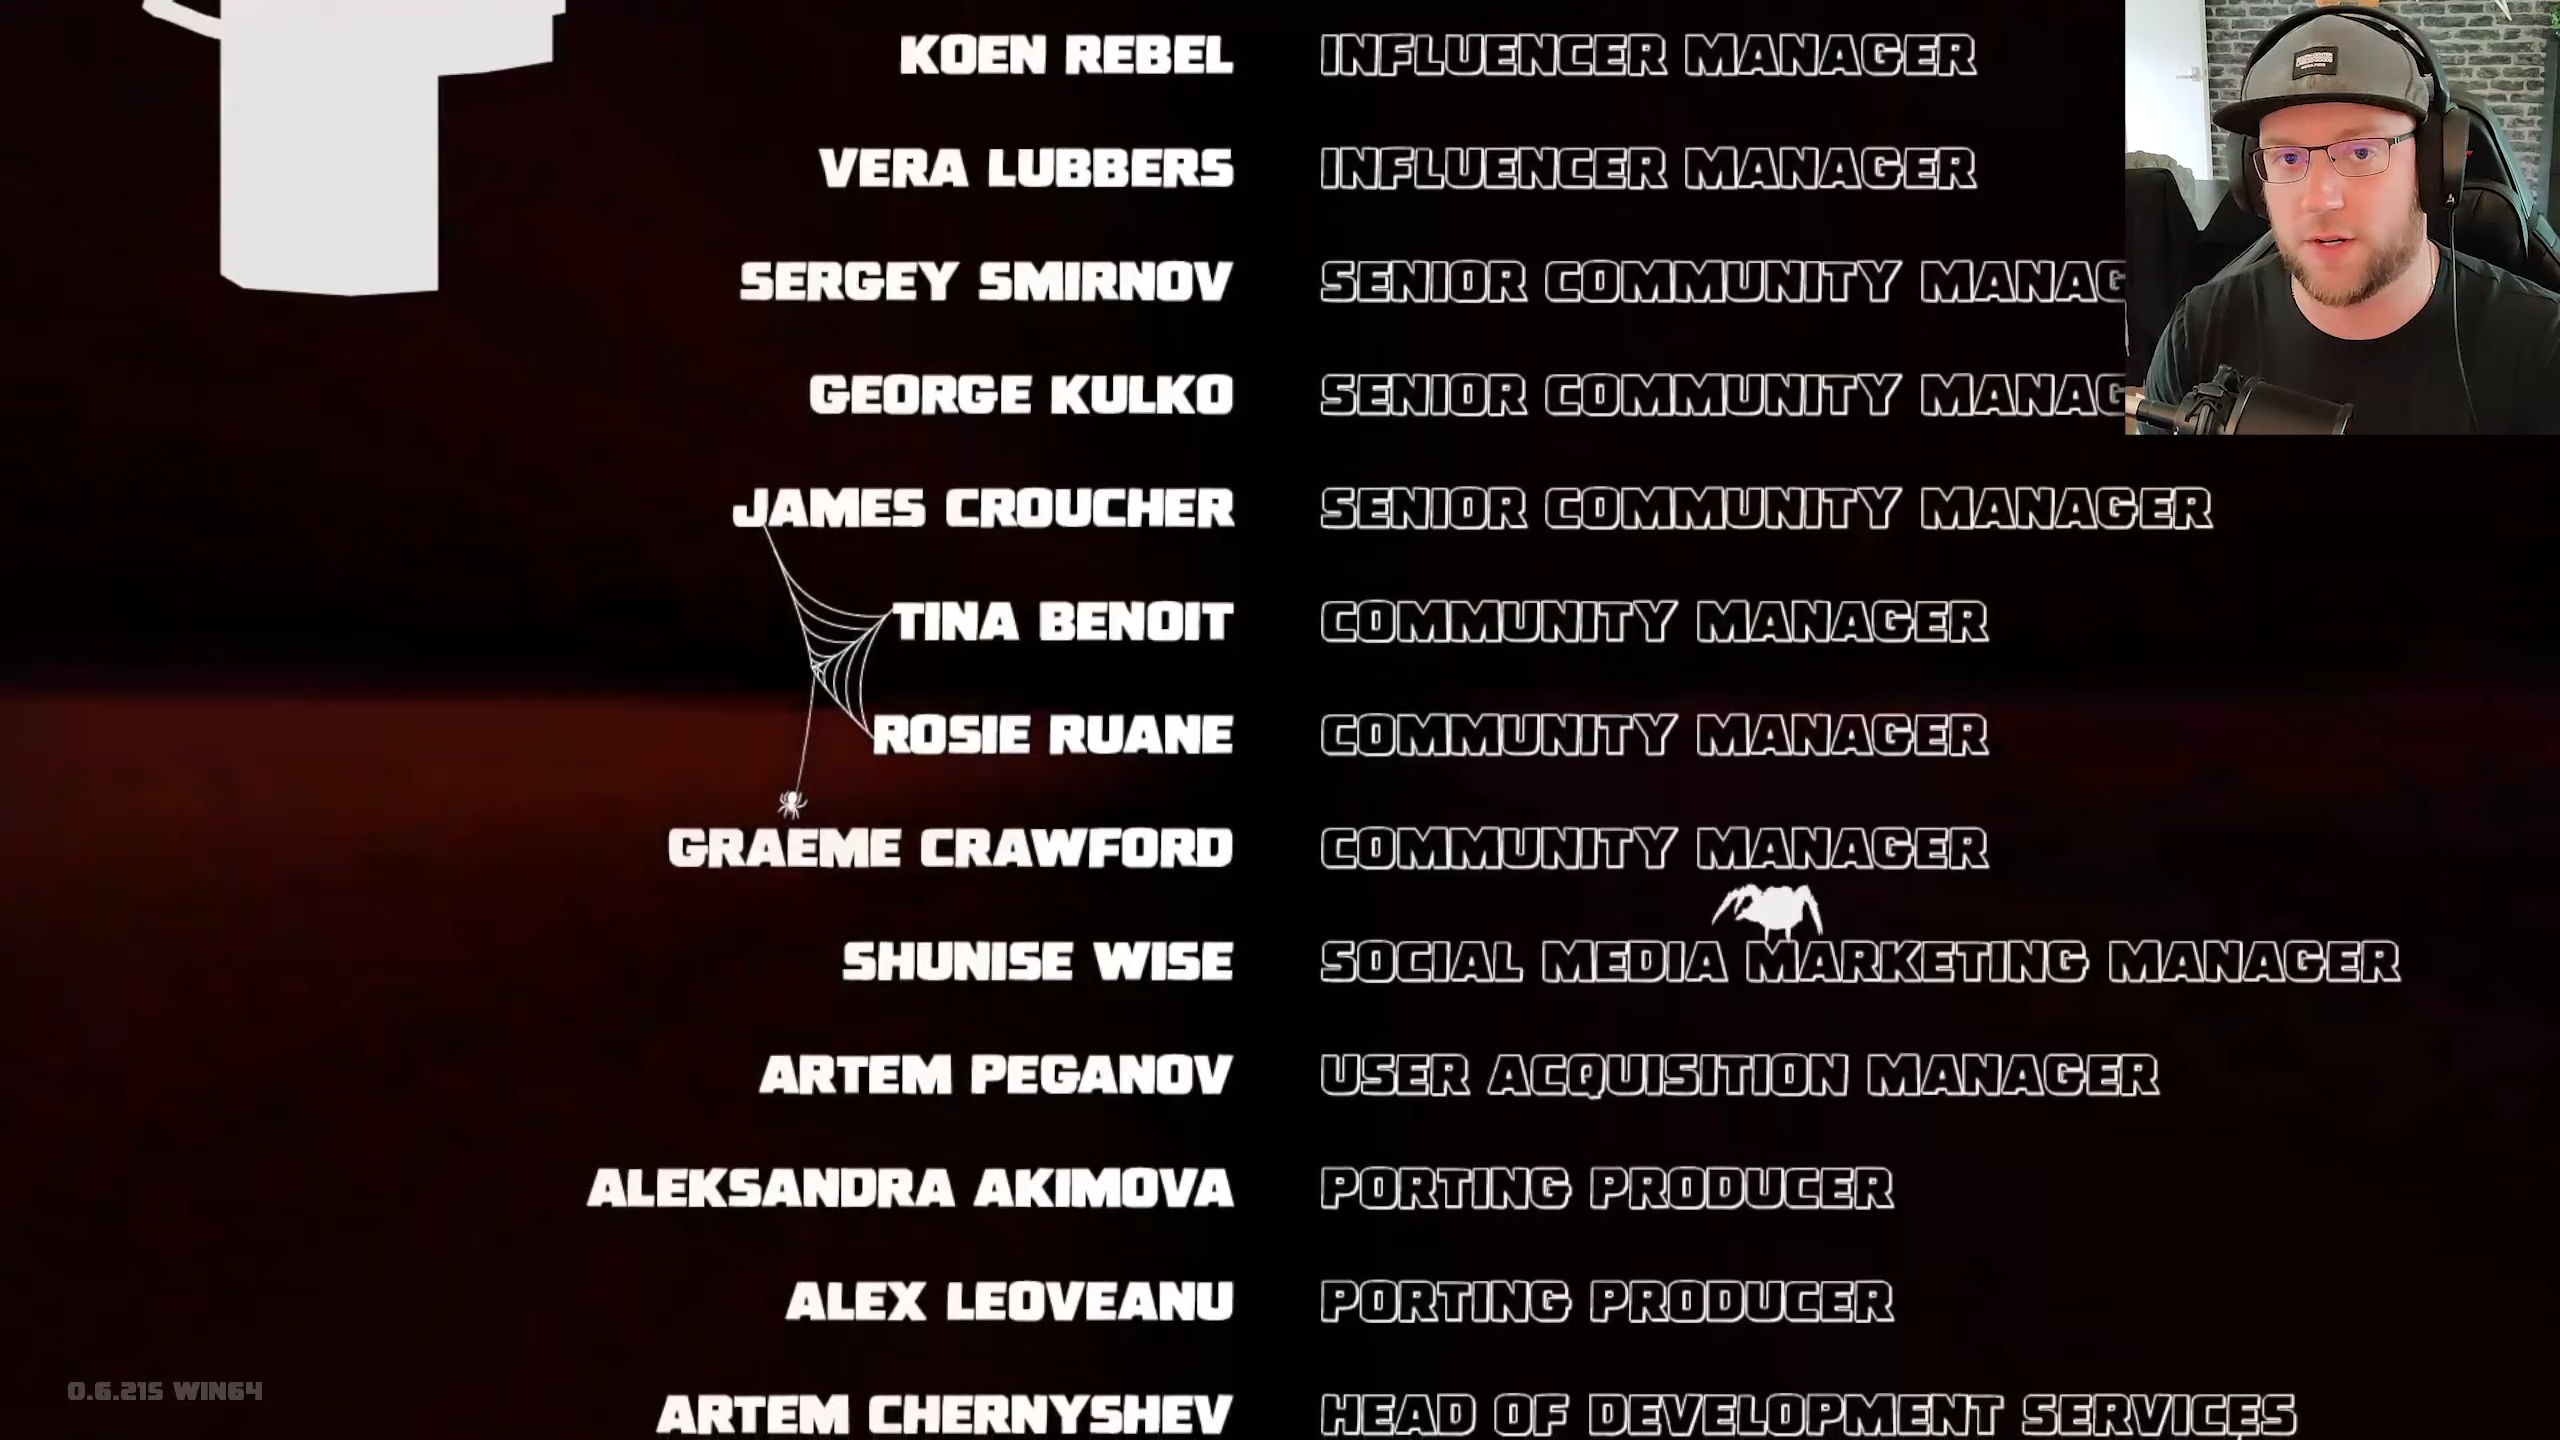 KOEN REBEL INFLUENCER MANAGER
VERA LUBBERS INFLUENCER MANAGER
SERGEY SMIRNOV SENIOR COMMUNITY MANAG
GEORGE KULKO SENIOR COMMUNITY MANAG
JAMES CROUCHER SENIOR COMMUNITY MANAGER
TINA BENOIT COMMUNITY MANAGER
ROSIE RUANE COMMUNITY MANAGER
GRAEME CRAWFORD COMMUNITY MANAGER
SHUNISE WISE SOCIAL MEDIA MARKETING MANAGER
ARTEM PEGANOV USER ACQUISITION MANAGER
ALEKSANDRA AKIMOVA PORTING PRODUCER
ALEX LEOVEANU PORTING PRODUCER
0.6.215 WIN64
ARTEM CHERNYSHEV HEAD OF DEVELOPMENT SERVICES